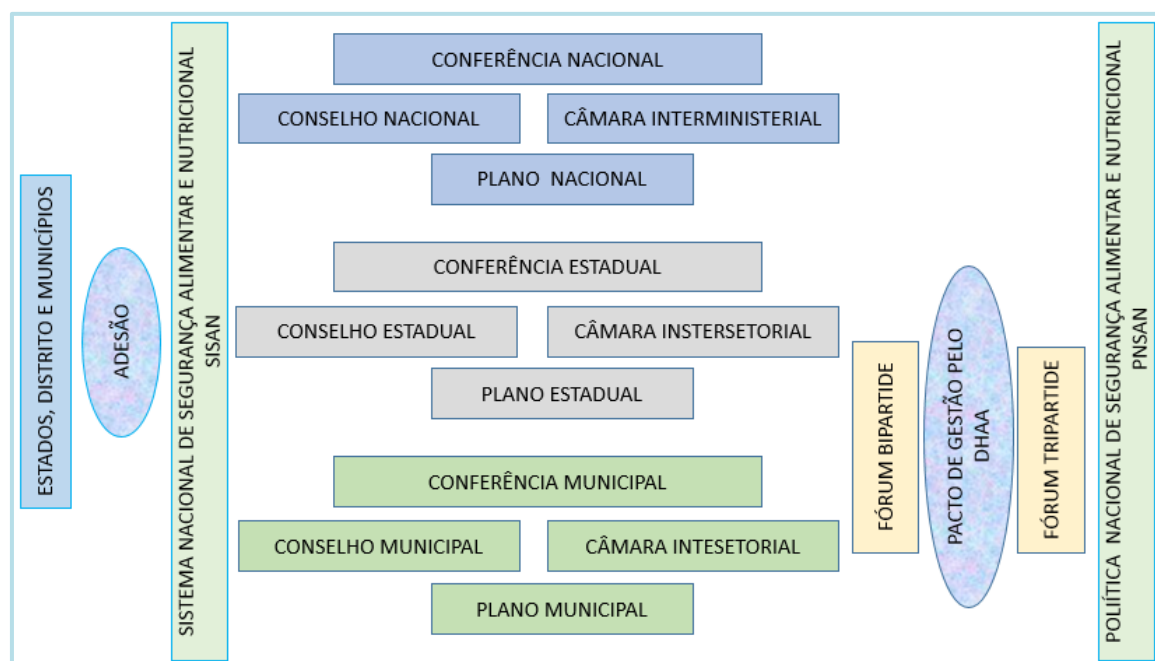 ESTADOS, DISTRITO E MUNICÍPIOS
ADESÃO
SISTEMA NACIONAL DE SEGURANÇA ALIMENTAR E NUTRICIONAL
SISAN
CONFERÊNCIA NACIONAL
CONSELHO NACIONAL
CÂMARA INTERMINISTERIAL
PLANO NACIONAL
CONFERÊNCIA ESTADUAL
CONSELHO ESTADUAL
CÂMARA INSTERSETORIAL
PLANO ESTADUAL
CONFERÊNCIA MUNICIPAL
CONSELHO MUNICIPAL
CÂMARA INTESETORIAL
PLANO MUNICIPAL
FÓRUM BIPARTIDE
PACTO DE GESTÃO PELO
DHAA
FÓRUM TRIPARTIDE
POLIÍTICA NACIONAL DE SEGURANÇA ALIMENTAR E NUTRICIONAL
PNSAN